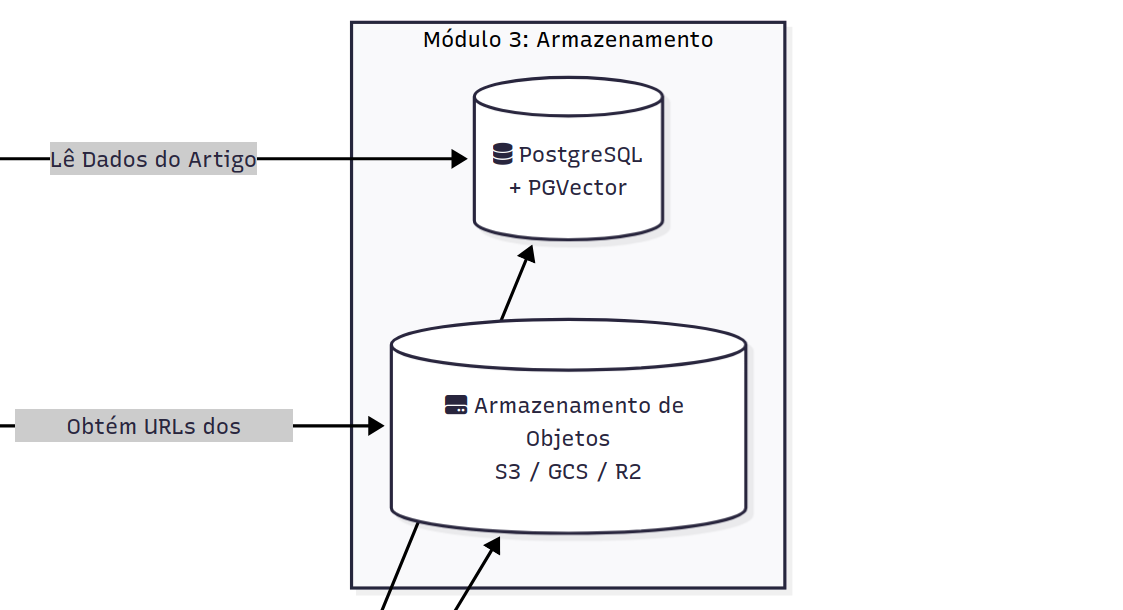 Módulo 3: Armazenamento
Lê Dados do Artigo
PostgreSQL
+ PGVector
Armazenamento de
Objetos
S3 / GCS / R2
Obtém URLs dos